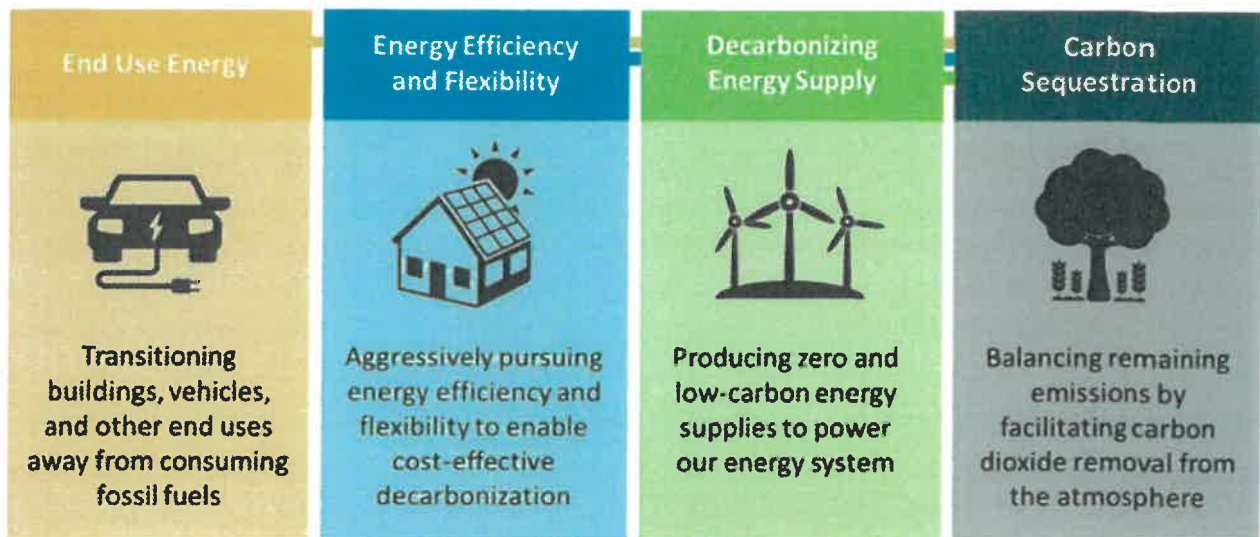 End Use Energy
Transitioning
buildings, vehicles,
and other end uses
away from consuming
fossil fuels
Energy Efficiency
and Flexibility
Aggressively pursuing
energy efficiency and
flexibility to enable
cost-effective
decarbonization
Decarbonizing
Energy Supply
Producing zero and
low-carbon energy
supplies to power
our energy system
Carbon
Sequestration
Balancing remaining
emissions by
facilitating carbon
dioxide removal from
the atmosphere